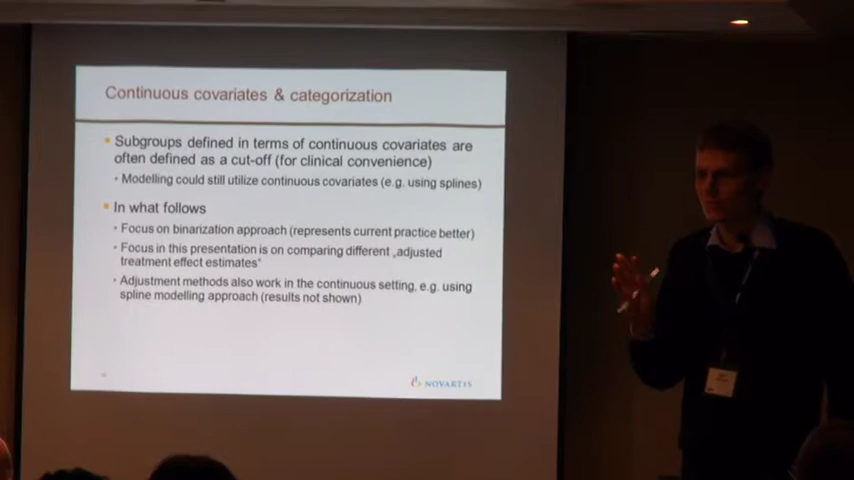 Continuous covariates & categorization
Subgroups defined in terms of continuous covariates are
often defined as a cut-off (for clinical convenience)
Modelling could still utilize continuous covariates (e.g. using splines)
In what follows
Focus on binarization approach (represents current practice better)
Focus in this presentation is on comparing different „adjusted
treatment effect estimates“
Adjustment methods also work in the continuous setting, e.g. using
spline modelling approach (results not shown)
NOVARTIS